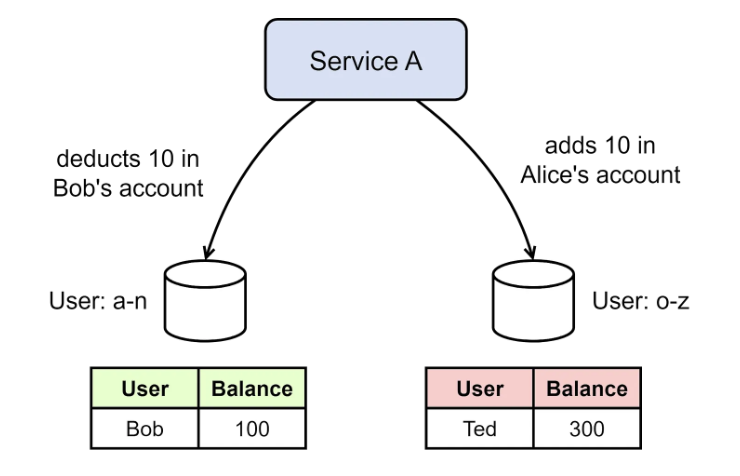 Service A
deducts 10 in
Bob's account
adds 10 in
Alice's account
User: a-n
User: o-z
User Balance
Bob 100
User Balance
Ted 300